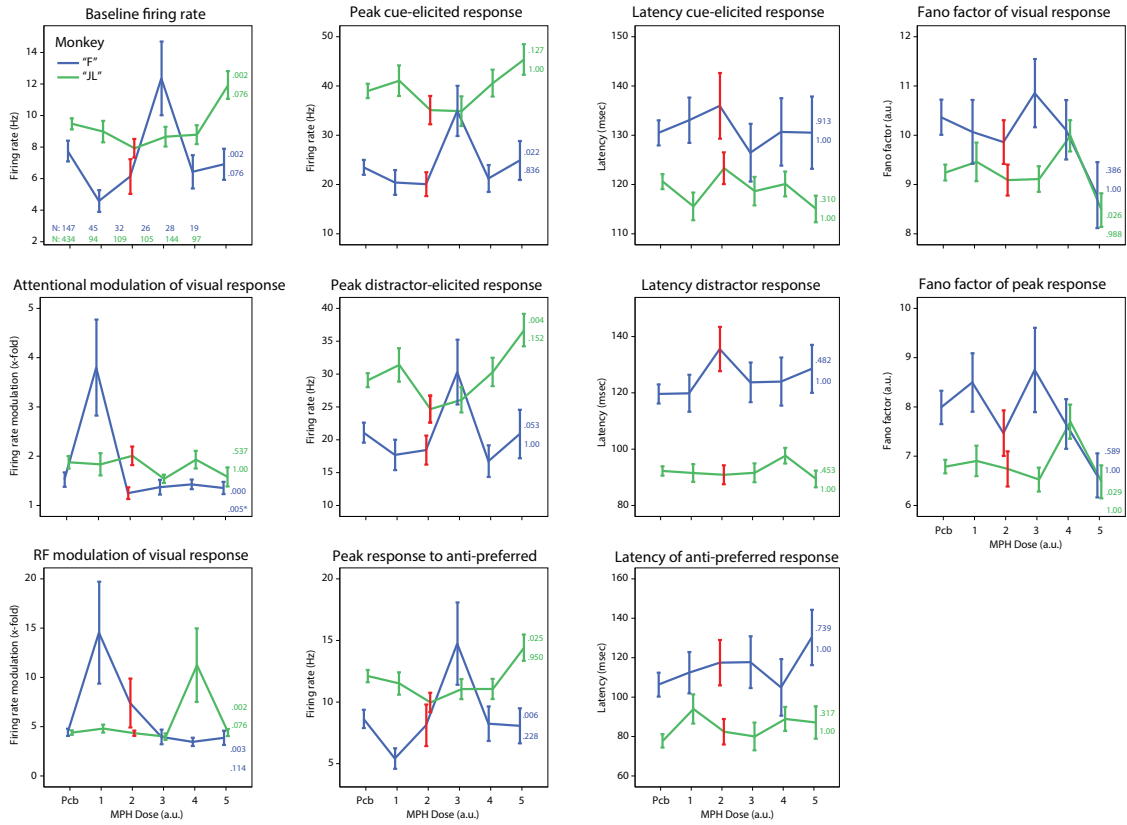 Baseline firing rate
Firing rate (Hz)
14
12
10
8
6
4
2
Monkey
“F”
“JL”
.002
.076
.002
.076
N: 147 45 32 26 28 19
N: 434 94 109 105 144 97
Peak cue-elicited response
Firing rate (Hz)
50
40
30
20
10
.127
1.00
.022
.836
Latency cue-elicited response
Latency (msec)
150
140
130
120
110
.913
1.00
.310
1.00
Fano factor of visual response
Fano factor (a.u.)
12
11
10
9
8
.386
1.00
.026
.988
Attentional modulation of visual response
Firing rate modulation (x-fold)
5
4
3
2
1
.537
1.00
.000
.005*
Peak distractor-elicited response
Firing rate (Hz)
40
35
30
25
20
15
10
.004
.152
.053
1.00
Latency distractor response
Latency (msec)
140
120
100
80
.482
1.00
.453
1.00
Fano factor of peak response
Fano factor (a.u.)
9
8
7
6
.589
1.00
.029
1.00
Pcb 1 2 3 4 5
MPH Dose (a.u.)
RF modulation of visual response
Firing rate modulation (x-fold)
20
15
10
5
0
.002
.076
.003
.114
Pcb 1 2 3 4 5
MPH Dose (a.u.)
Peak response to anti-preferred
Firing rate (Hz)
20
15
10
5
.025
.950
.006
.228
Pcb 1 2 3 4 5
MPH Dose (a.u.)
Latency of anti-preferred response
Latency (msec)
160
140
120
100
80
60
.739
1.00
.317
1.00
Pcb 1 2 3 4 5
MPH Dose (a.u.)